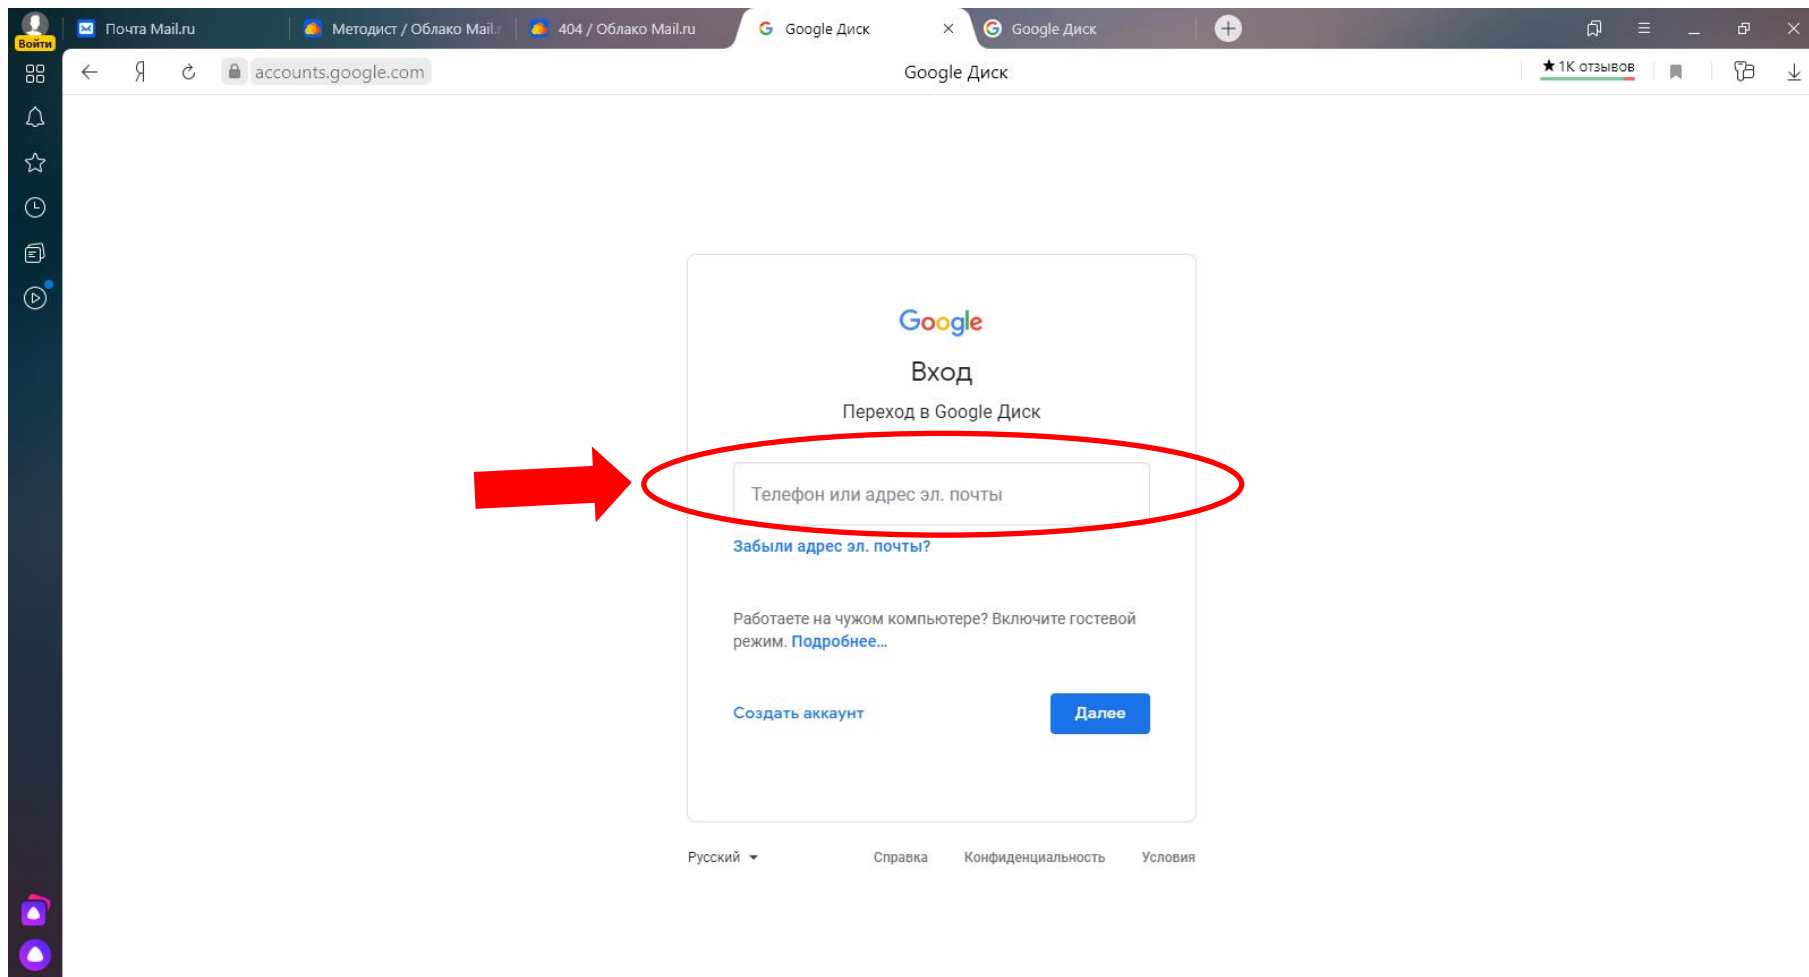 Войти
Почта Mail.ru
Методист / Облако Mail.r
404 / Облако Mail.ru
Google Диск
Google Диск
Я
accounts.google.com
Google Диск
★ 1К отзывов
Google
Вход
Переход в Google Диск
Телефон или адрес эл. почты
Забыли адрес эл. почты?
Работаете на чужом компьютере? Включите гостевой
режим. Подробнее...
Создать аккаунт
Далее
Русский
Справка
Конфиденциальность
Условия